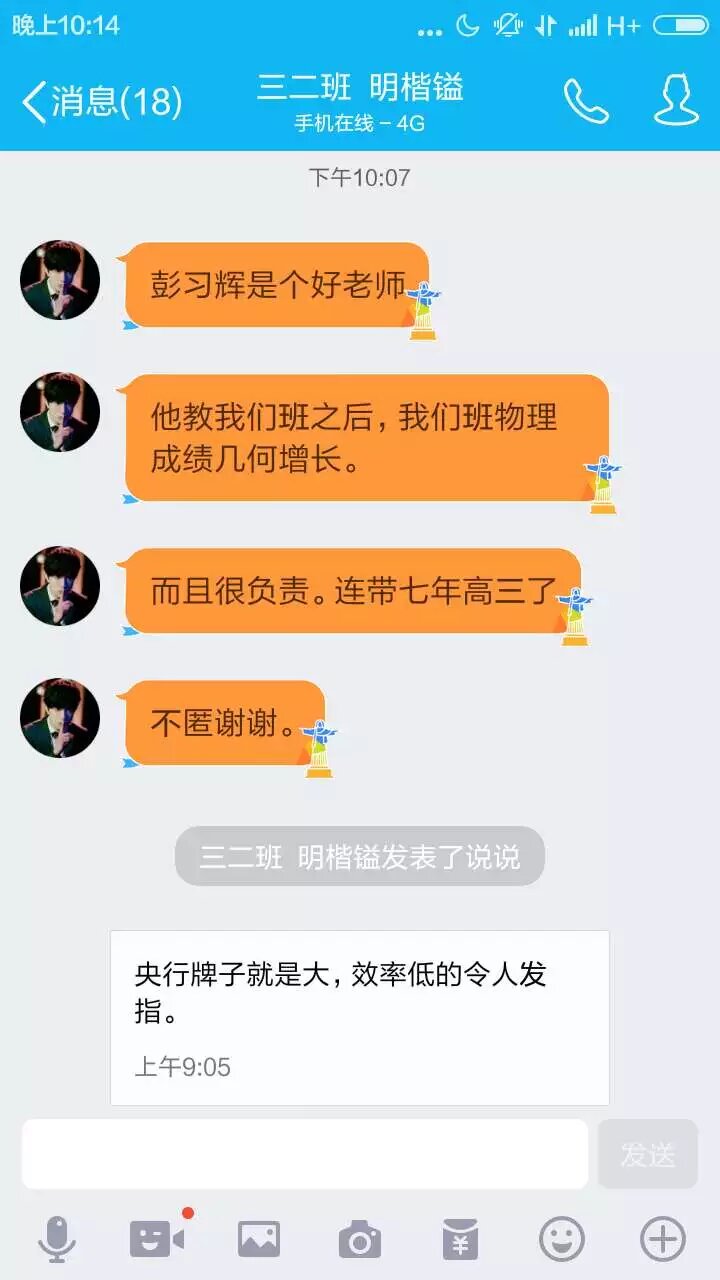 晚上10:14
H+
消息(18)
三二班 明楷镒
手机在线 – 4G
下午10:07
彭习辉是个好老师
他教我们班之后，我们班物理
成绩几何增长。
而且很负责。连带七年高三了
不匿谢谢。
三二班 明楷镒发表了说说
央行牌子就是大，效率低的令人发
指。
上午9:05
发送